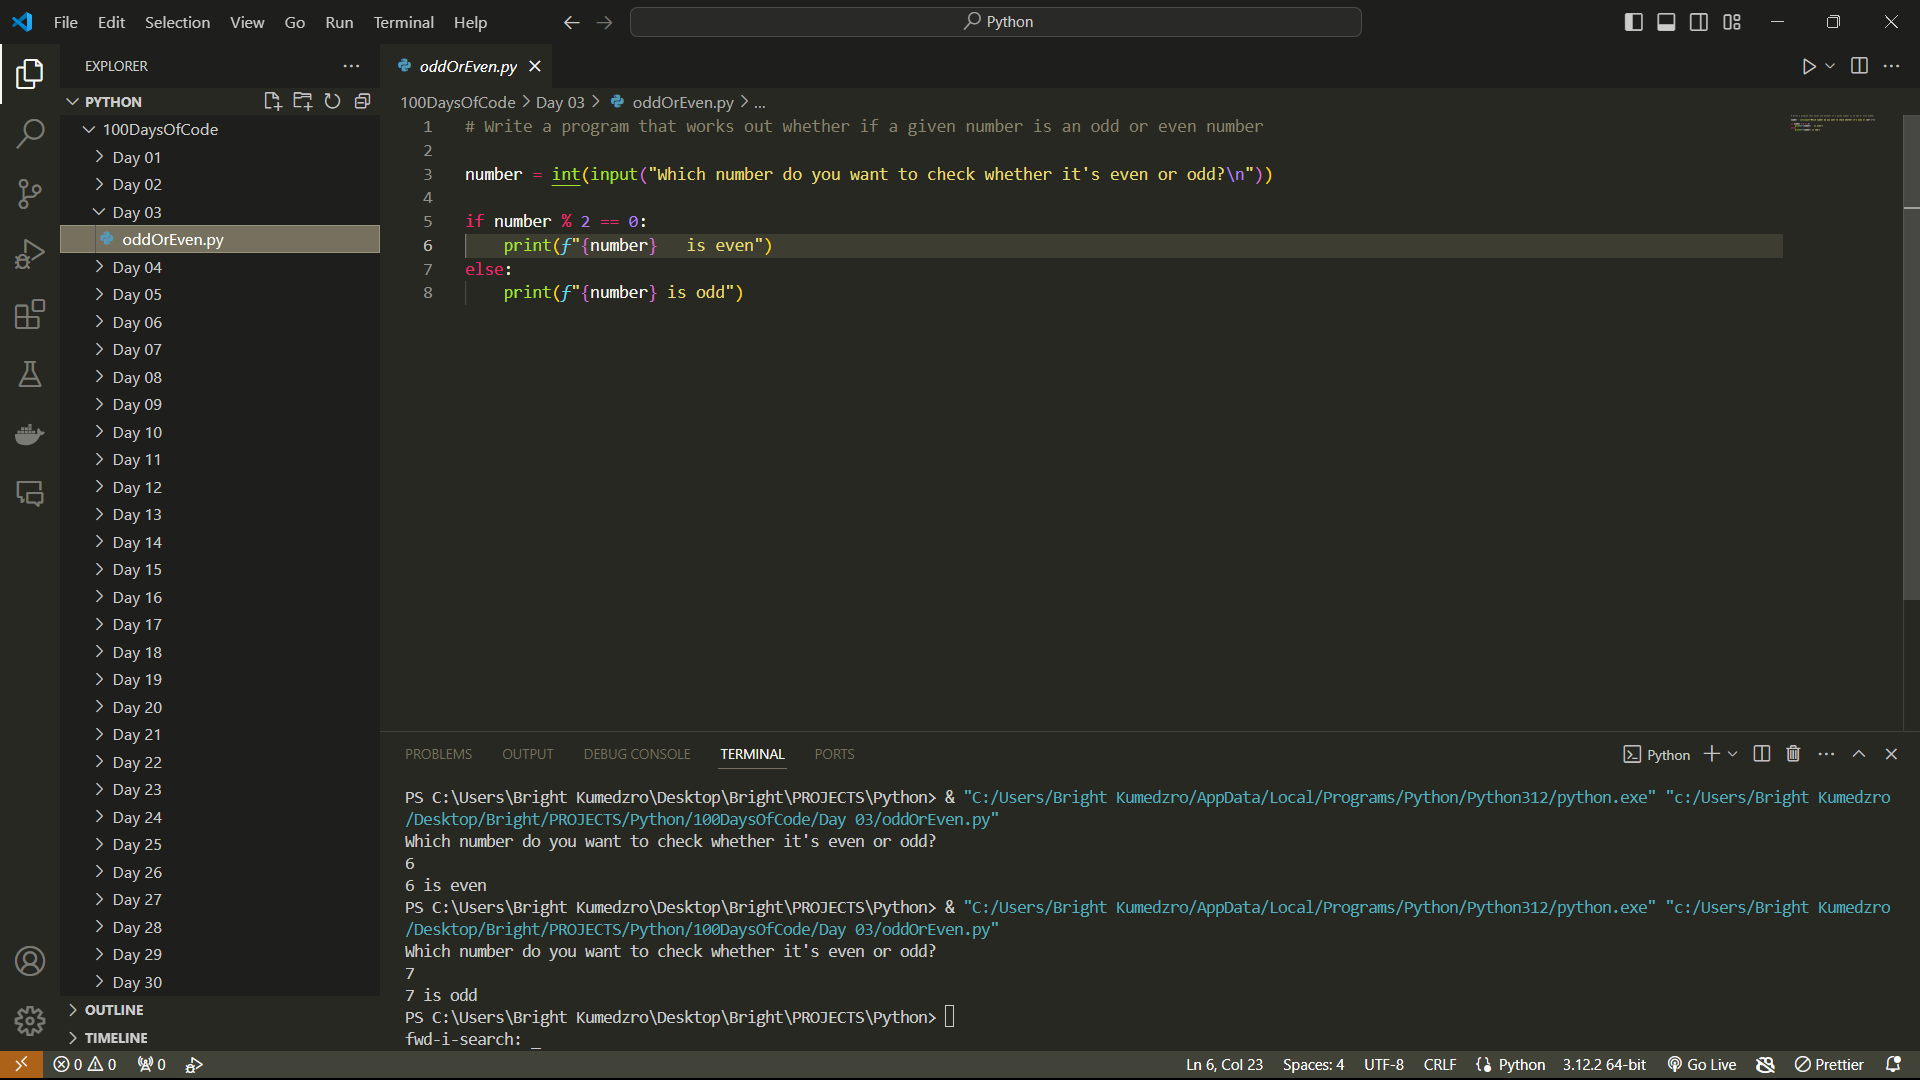 File Edit Selection View Go Run Terminal Help
Python
EXPLORER
PYTHON
100DaysOfCode
Day 01
Day 02
Day 03
oddOrEven.py
Day 04
Day 05
Day 06
Day 07
Day 08
Day 09
Day 10
Day 11
Day 12
Day 13
Day 14
Day 15
Day 16
Day 17
Day 18
Day 19
Day 20
Day 21
Day 22
Day 23
Day 24
Day 25
Day 26
Day 27
Day 28
Day 29
Day 30
OUTLINE
TIMELINE
oddOrEven.py
100DaysOfCode > Day 03 > oddOrEven.py > ...
1 # Write a program that works out whether if a given number is an odd or even number
2
3 number = int(input("Which number do you want to check whether it's even or odd?\n"))
4
5 if number % 2 == 0:
6     print(f"{number}   is even")
7 else:
8     print(f"{number} is odd")
PROBLEMS OUTPUT DEBUG CONSOLE TERMINAL PORTS
Python
PS C:\Users\Bright Kumedzro\Desktop\Bright\PROJECTS\Python> & "C:/Users/Bright Kumedzro/AppData/Local/Programs/Python/Python312/python.exe" "c:/Users/Bright Kumedzro
/Desktop/Bright/PROJECTS/Python/100DaysOfCode/Day 03/oddOrEven.py"
Which number do you want to check whether it's even or odd?
6
6 is even
PS C:\Users\Bright Kumedzro\Desktop\Bright\PROJECTS\Python> & "C:/Users/Bright Kumedzro/AppData/Local/Programs/Python/Python312/python.exe" "c:/Users/Bright Kumedzro
/Desktop/Bright/PROJECTS/Python/100DaysOfCode/Day 03/oddOrEven.py"
Which number do you want to check whether it's even or odd?
7
7 is odd
PS C:\Users\Bright Kumedzro\Desktop\Bright\PROJECTS\Python>
fwd-i-search: _
0 0 0 Ln 6, Col 23 Spaces: 4 UTF-8 CRLF Python 3.12.2 64-bit Go Live Prettier